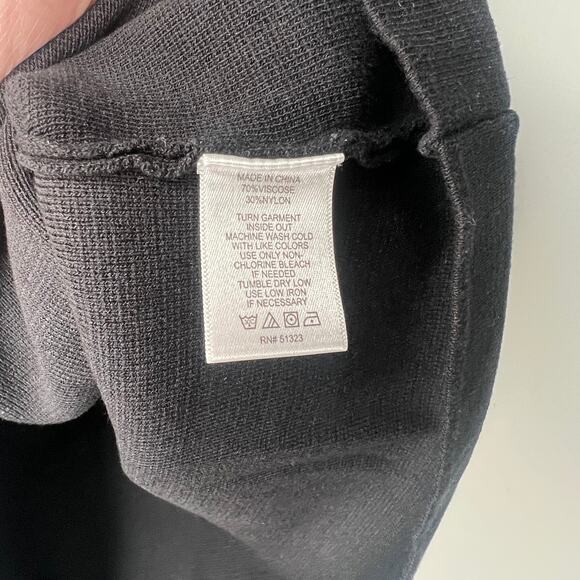 MADE IN CHINA
70%VISCOSE
30%NYLON
TURN GARMENT
INSIDE OUT
MACHINE WASH COLD
WITH LIKE COLORS
USE ONLY NON-
CHLORINE BLEACH
IF NEEDED
TUMBLE DRY LOW
USE LOW IRON
IF NECESSARY
RN# 51323